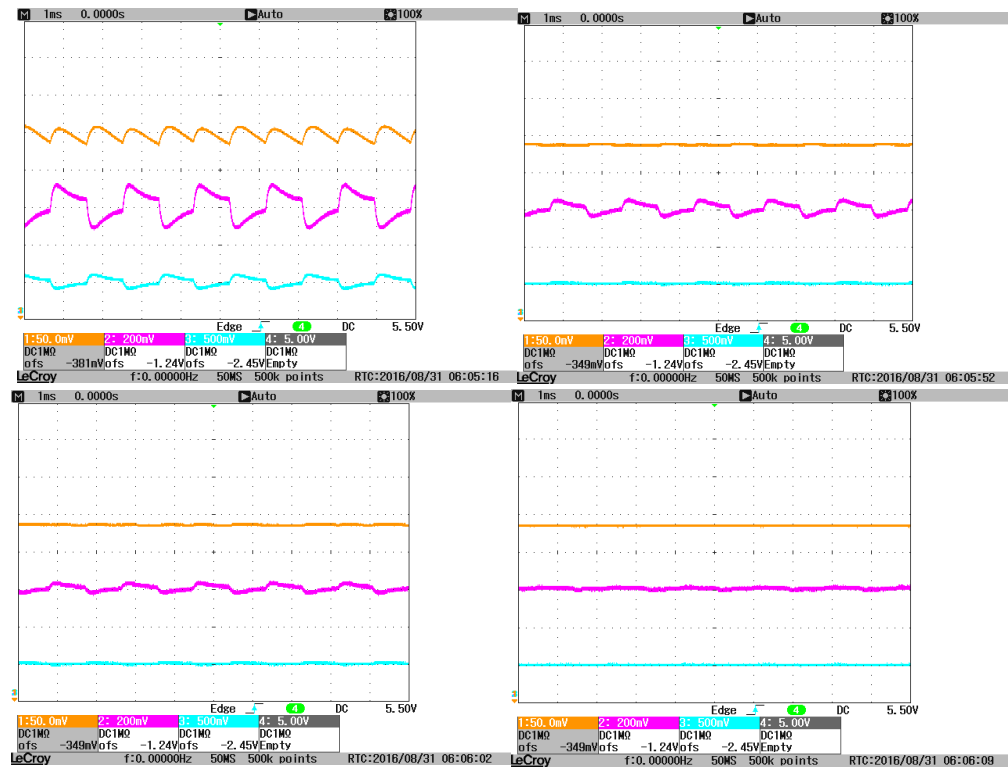 M 1ms 0.0000s Auto 100%
Edge 4 DC 5.50V
1:50.0mV 2: 200mV 3: 500mV 4: 5.00V
DC1MΩ DC1MΩ DC1MΩ DC1MΩ
ofs -381mV ofs -1.24V ofs -2.45V Empty
LeCroy f:0.00000Hz 50MS 500k points RTC:2016/08/31 06:05:16
M 1ms 0.0000s Auto 100%
Edge 4 DC 5.50V
1:50.0mV 2: 200mV 3: 500mV 4: 5.00V
DC1MΩ DC1MΩ DC1MΩ DC1MΩ
ofs -349mV ofs -1.24V ofs -2.45V Empty
LeCroy f:0.00000Hz 50MS 500k points RTC:2016/08/31 06:05:52
M 1ms 0.0000s Auto 100%
Edge 4 DC 5.50V
1:50.0mV 2: 200mV 3: 500mV 4: 5.00V
DC1MΩ DC1MΩ DC1MΩ DC1MΩ
ofs -349mV ofs -1.24V ofs -2.45V Empty
LeCroy f:0.00000Hz 50MS 500k points RTC:2016/08/31 06:06:02
M 1ms 0.0000s Auto 100%
Edge 4 DC 5.50V
1:50.0mV 2: 200mV 3: 500mV 4: 5.00V
DC1MΩ DC1MΩ DC1MΩ DC1MΩ
ofs -349mV ofs -1.24V ofs -2.45V Empty
LeCroy f:0.00000Hz 50MS 500k points RTC:2016/08/31 06:06:09